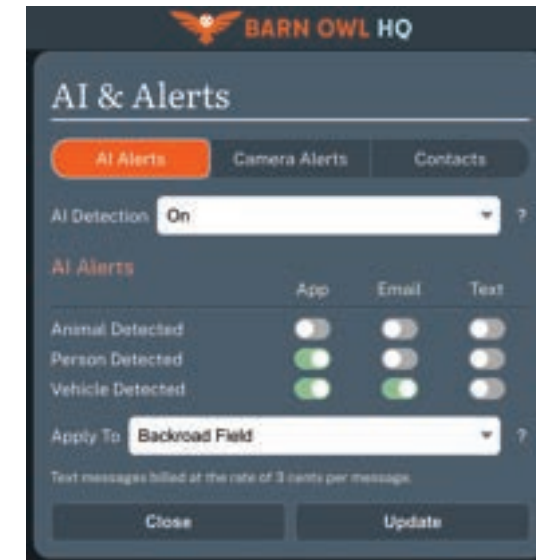 BARN OWL HQ
AI & Alerts
AI Alerts Camera Alerts Contacts
AI Detection On ?
AI Alerts
App Email Text
Animal Detected
Person Detected
Vehicle Detected
Apply To Backroad Field ?
Text messages billed at the rate of 3 cents per message.
Close Update